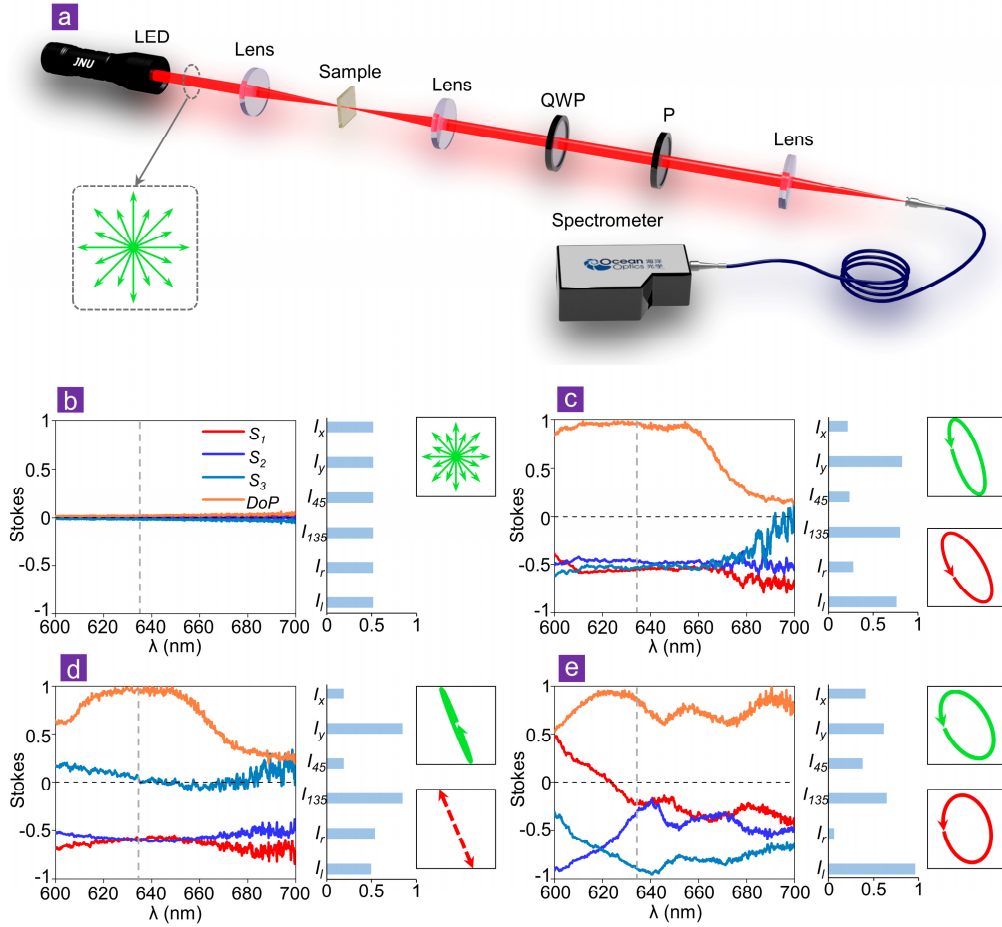 a
LED
JNU
Lens
Sample
Lens
QWP
P
Lens
Spectrometer
Ocean
Optics
海洋
光学
b
Stokes
1
0.5
0
-0.5
-1
S1
S2
S3
DoP
600 620 640 660 680 700
λ (nm)
Ix
Iy
I45
I135
Ir
Il
0 0.5 1
c
Stokes
1
0.5
0
-0.5
-1
600 620 640 660 680 700
λ (nm)
Ix
Iy
I45
I135
Ir
Il
0 0.5 1
d
Stokes
1
0.5
0
-0.5
-1
600 620 640 660 680 700
λ (nm)
Ix
Iy
I45
I135
Ir
Il
0 0.5 1
e
Stokes
1
0.5
0
-0.5
-1
600 620 640 660 680 700
λ (nm)
Ix
Iy
I45
I135
Ir
Il
0 0.5 1